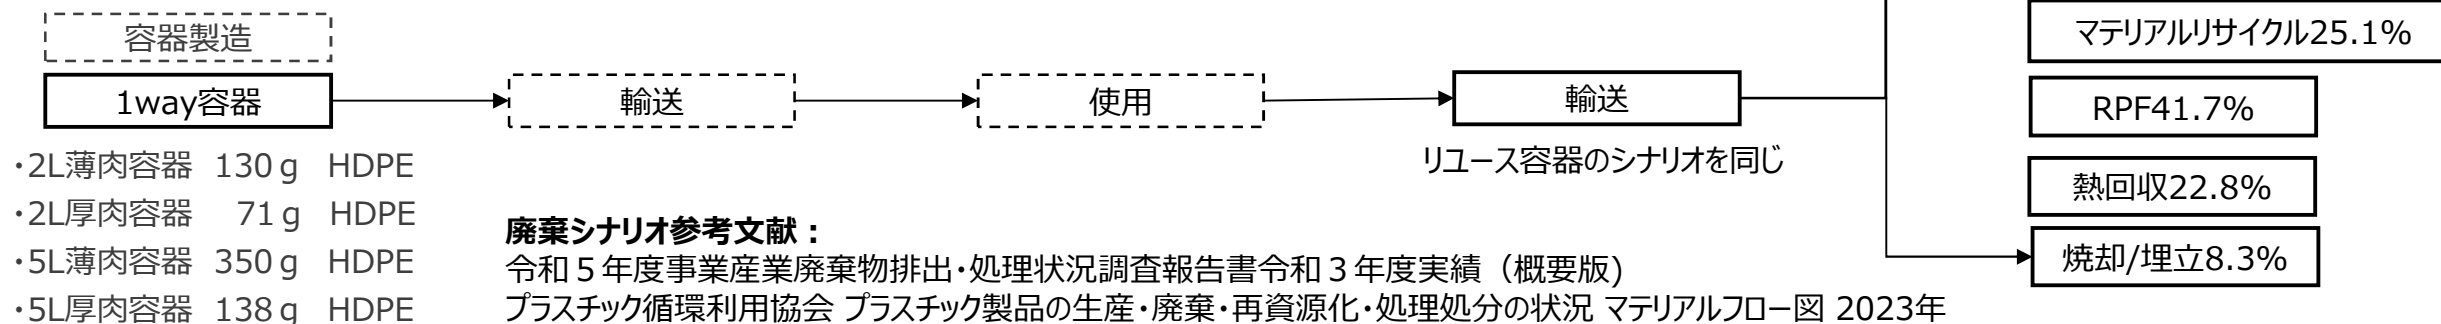 容器製造
1way容器
輸送
使用
輸送
リユース容器のシナリオを同じ
マテリアルリサイクル25.1%
RPF41.7%
熱回収22.8%
焼却/埋立8.3%
・2L薄肉容器 130g HDPE
・2L厚肉容器 71g HDPE
・5L薄肉容器 350g HDPE
・5L厚肉容器 138g HDPE
廃棄シナリオ参考文献：
令和５年度事業産業廃棄物排出・処理状況調査報告書令和３年度実績（概要版)
プラスチック循環利用協会 プラスチック製品の生産・廃棄・再資源化・処理処分の状況 マテリアルフロー図 2023年